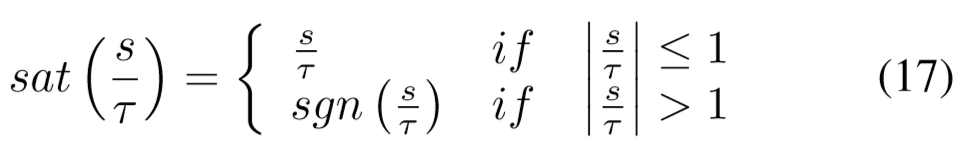 sat(s/τ) = { s/τ if |s/τ| ≤ 1
sgn(s/τ) if |s/τ| > 1 (17)